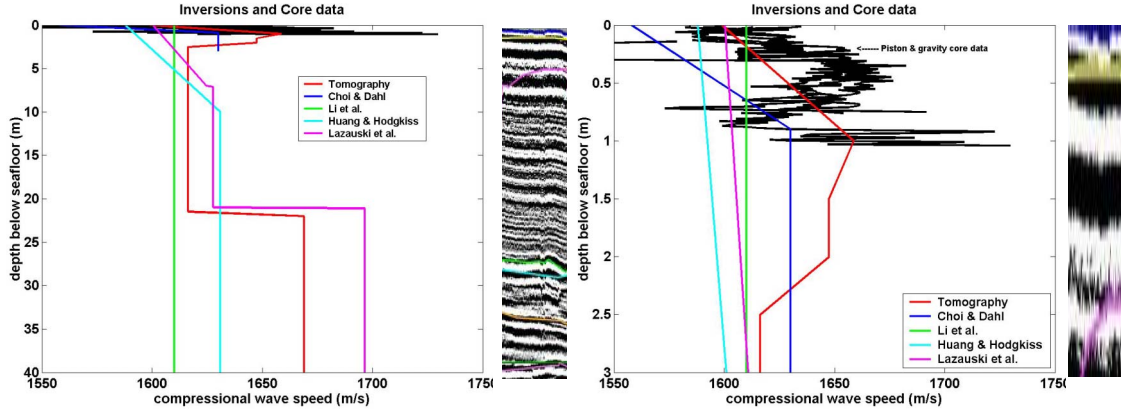 Inversions and Core data
0
5
10
15
20
25
30
35
40
1550
1600
1650
1700
1750
depth below seafloor (m)
compressional wave speed (m/s)
Tomography
Choi & Dahl
Li et al.
Huang & Hodgkiss
Lazauski et al.
Inversions and Core data
0
0.5
1
1.5
2
2.5
3
1550
1600
1650
1700
1750
depth below seafloor (m)
compressional wave speed (m/s)
<----- Piston & gravity core data
Tomography
Choi & Dahl
Li et al.
Huang & Hodgkiss
Lazauski et al.